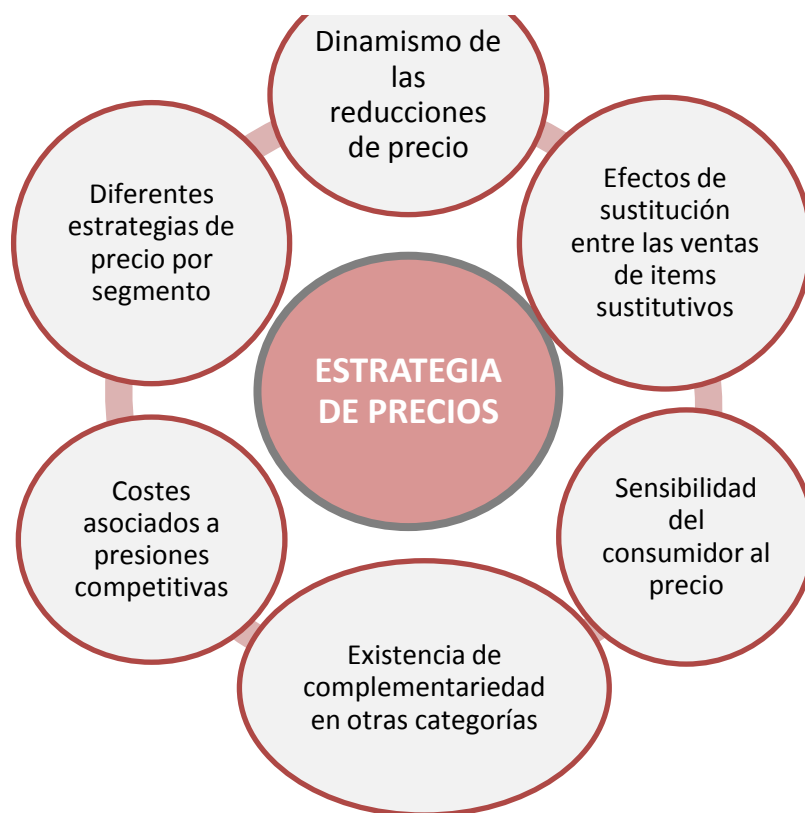 Dinamismo de
las
reducciones
de precio
Efectos de
sustitución
entre las ventas
de items
sustitutivos
Sensibilidad
del
consumidor al
precio
Existencia de
complementariedad
en otras categorías
Costes
asociados a
presiones
competitivas
Diferentes
estrategias de
precio por
segmento
ESTRATEGIA
DE PRECIOS